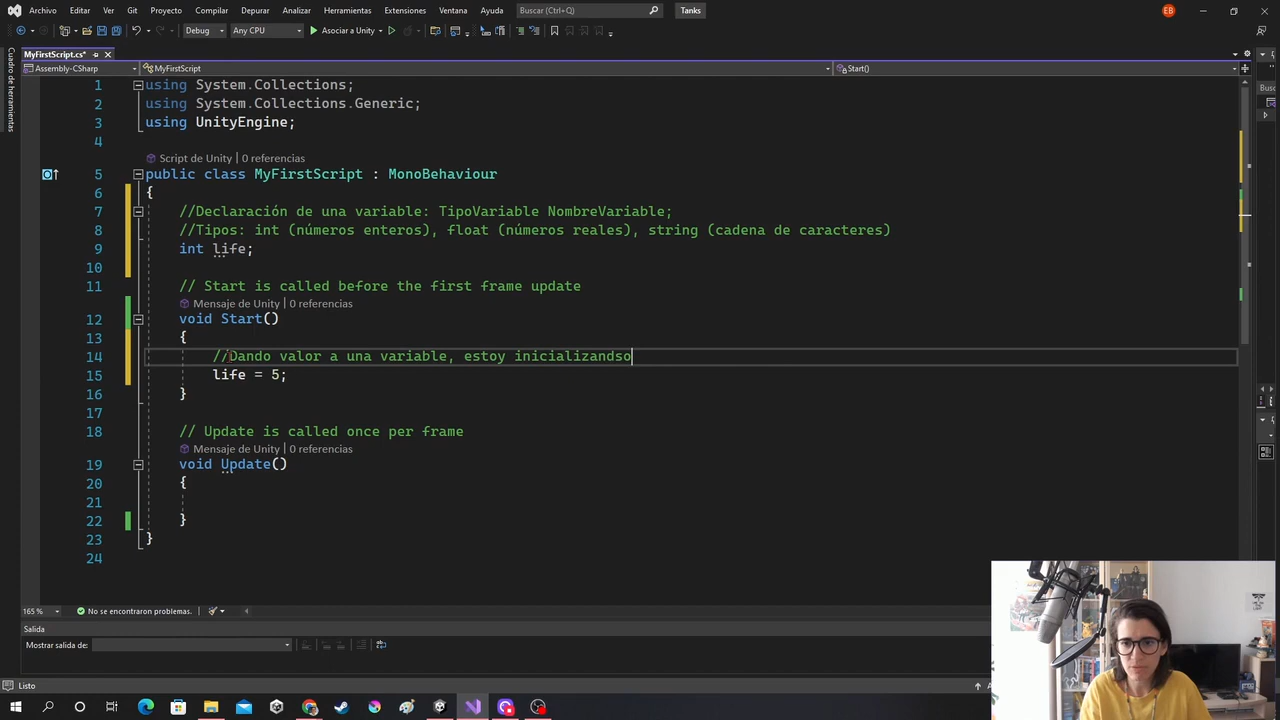 Archivo Editar Ver Git Proyecto Compilar Depurar Analizar Herramientas Extensiones Ventana Ayuda Buscar (Ctrl+Q) Tanks EB
Debug Any CPU Asociar a Unity
MyFirstScript.cs*
Assembly-CSharp MyFirstScript Start()
Cuadro de herramientas
1 using System.Collections;
2 using System.Collections.Generic;
3 using UnityEngine;
4
Script de Unity | 0 referencias
5 public class MyFirstScript : MonoBehaviour
6 {
7 //Declaración de una variable: TipoVariable NombreVariable;
8 //Tipos: int (números enteros), float (números reales), string (cadena de caracteres)
9 int life;
10
11 // Start is called before the first frame update
Mensaje de Unity | 0 referencias
12 void Start()
13 {
14 //Dando valor a una variable, estoy inicializandso
15 life = 5;
16 }
17
18 // Update is called once per frame
Mensaje de Unity | 0 referencias
19 void Update()
20 {
21
22 }
23 }
24
165 % No se encontraron problemas.
Salida
Mostrar salida de:
Listo